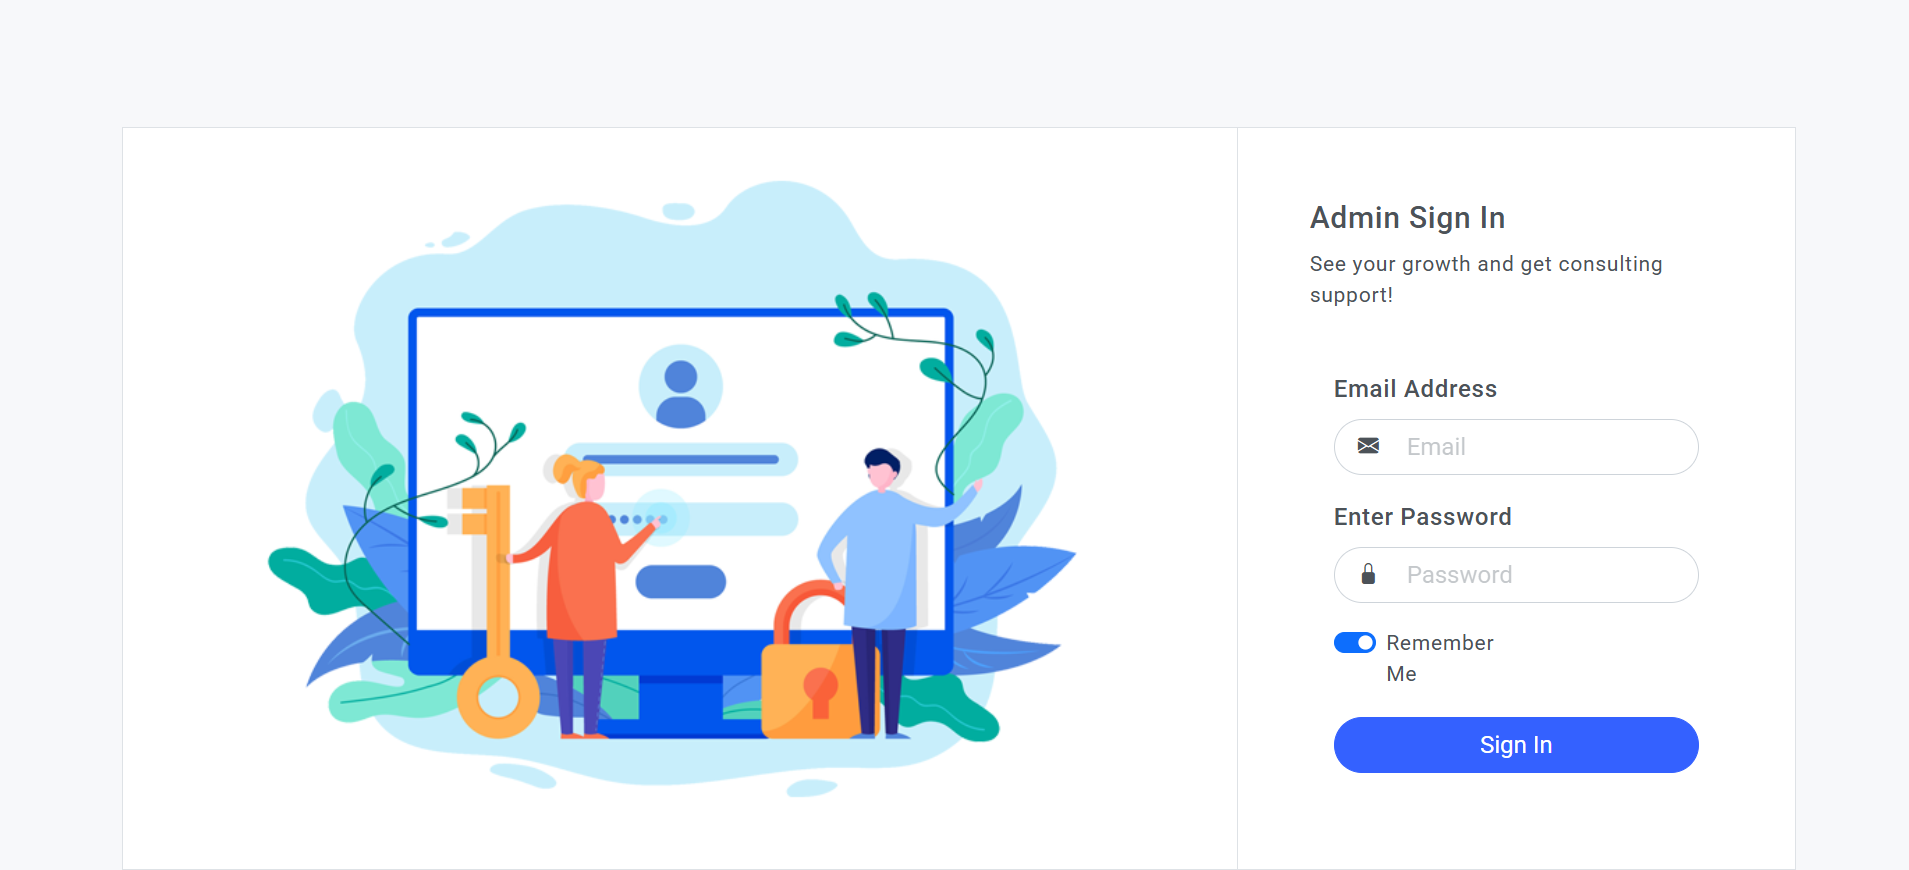 Admin Sign In
See your growth and get consulting
support!
Email Address
Email
Enter Password
Password
Remember
Me
Sign In